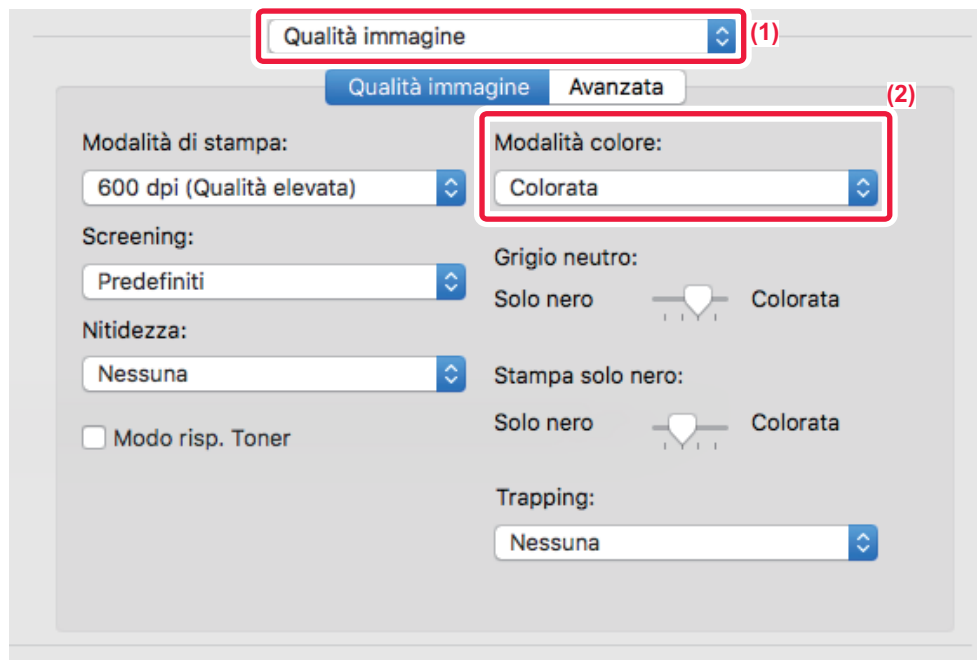 Qualità immagine
(1)
Qualità immagine Avanzata
(2)
Modalità di stampa:
600 dpi (Qualità elevata)
Screening:
Predefiniti
Nitidezza:
Nessuna
Modo risp. Toner
Modalità colore:
Colorata
Grigio neutro:
Solo nero Colorata
Stampa solo nero:
Solo nero Colorata
Trapping:
Nessuna